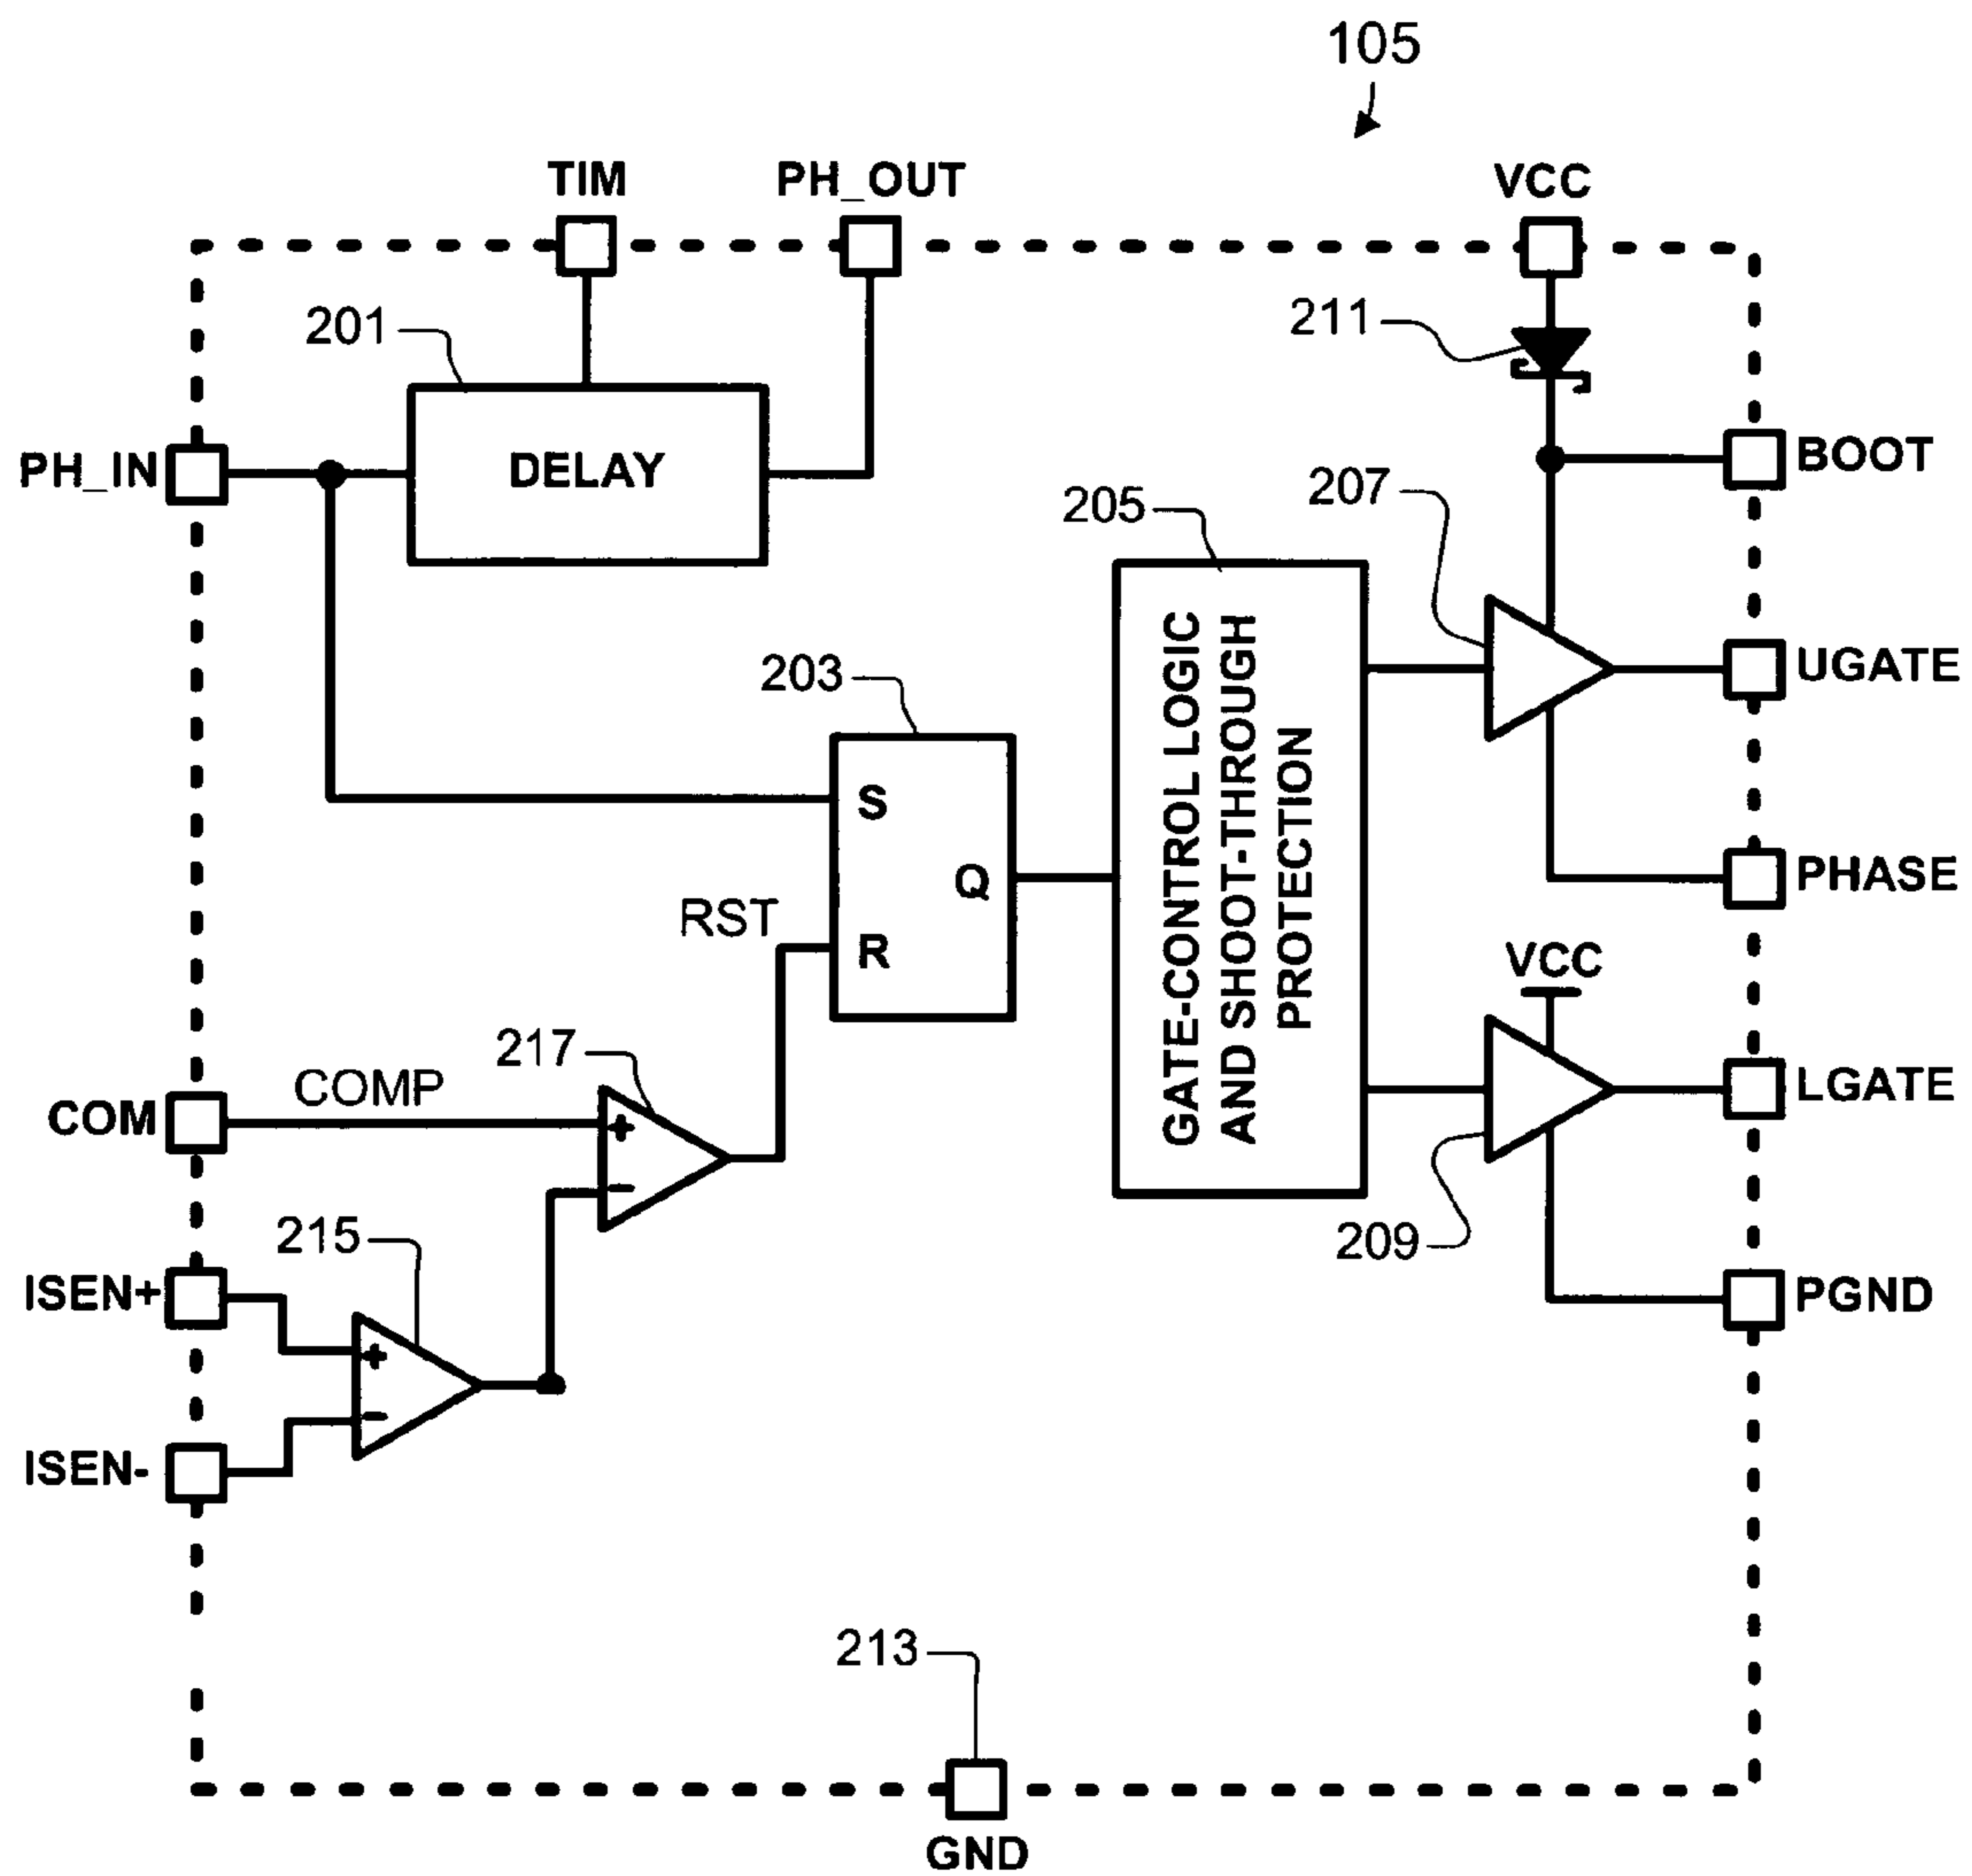 105
TIM
PH_OUT
VCC
201
211
PH_IN
DELAY
BOOT
207
205
UGATE
203
GATE-CONTROL LOGIC
AND SHOOT-THROUGH
PROTECTION
S
Q
PHASE
RST
R
VCC
217
COMP
COM
+
-
LGATE
215
209
ISEN+
PGND
+
-
ISEN-
213
GND